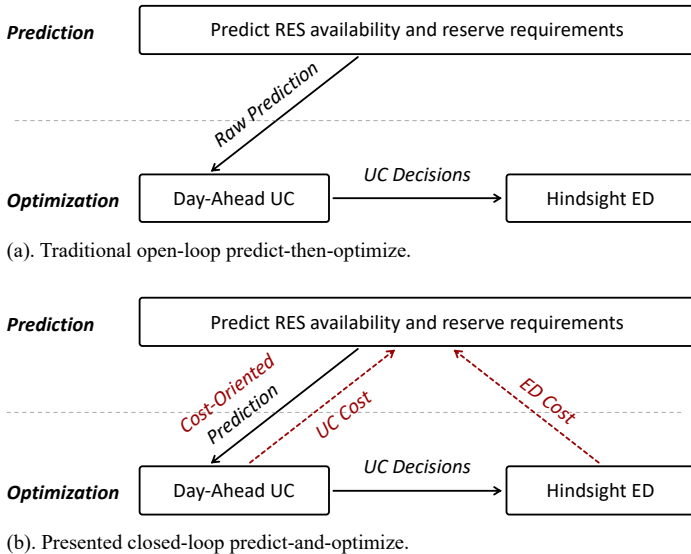 Prediction
Predict RES availability and reserve requirements
Raw Prediction
Optimization
Day-Ahead UC
UC Decisions
Hindsight ED
(a). Traditional open-loop predict-then-optimize.
Prediction
Predict RES availability and reserve requirements
Cost-Oriented
Prediction
UC Cost
ED Cost
Optimization
Day-Ahead UC
UC Decisions
Hindsight ED
(b). Presented closed-loop predict-and-optimize.